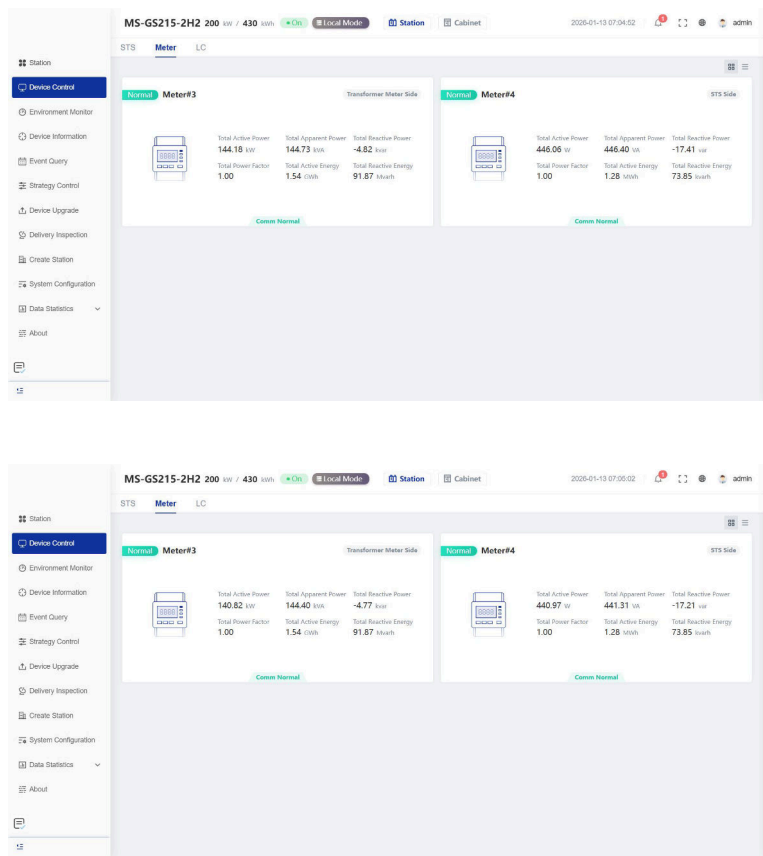 MS-GS215-2H2 200 kW / 430 kWh On Local Mode Station Cabinet 2026-01-13 07:04:52 admin
STS Meter LC
Station
Device Control
Environment Monitor
Device Information
Event Query
Strategy Control
Device Upgrade
Delivery Inspection
Create Station
System Configuration
Data Statistics
About
Normal Meter#3 Transformer Meter Side
Total Active Power Total Apparent Power Total Reactive Power
144.18 kW 144.73 kVA -4.82 kvar
Total Power Factor Total Active Energy Total Reactive Energy
1.00 1.54 GWh 91.87 Mvarh
Comm Normal
Normal Meter#4 STS Side
Total Active Power Total Apparent Power Total Reactive Power
446.06 W 446.40 VA -17.41 var
Total Power Factor Total Active Energy Total Reactive Energy
1.00 1.28 MWh 73.85 kvarh
Comm Normal
MS-GS215-2H2 200 kW / 430 kWh On Local Mode Station Cabinet 2026-01-13 07:05:02 admin
STS Meter LC
Station
Device Control
Environment Monitor
Device Information
Event Query
Strategy Control
Device Upgrade
Delivery Inspection
Create Station
System Configuration
Data Statistics
About
Normal Meter#3 Transformer Meter Side
Total Active Power Total Apparent Power Total Reactive Power
140.82 kW 144.40 kVA -4.77 kvar
Total Power Factor Total Active Energy Total Reactive Energy
1.00 1.54 GWh 91.87 Mvarh
Comm Normal
Normal Meter#4 STS Side
Total Active Power Total Apparent Power Total Reactive Power
440.97 W 441.31 VA -17.21 var
Total Power Factor Total Active Energy Total Reactive Energy
1.00 1.28 MWh 73.85 kvarh
Comm Normal